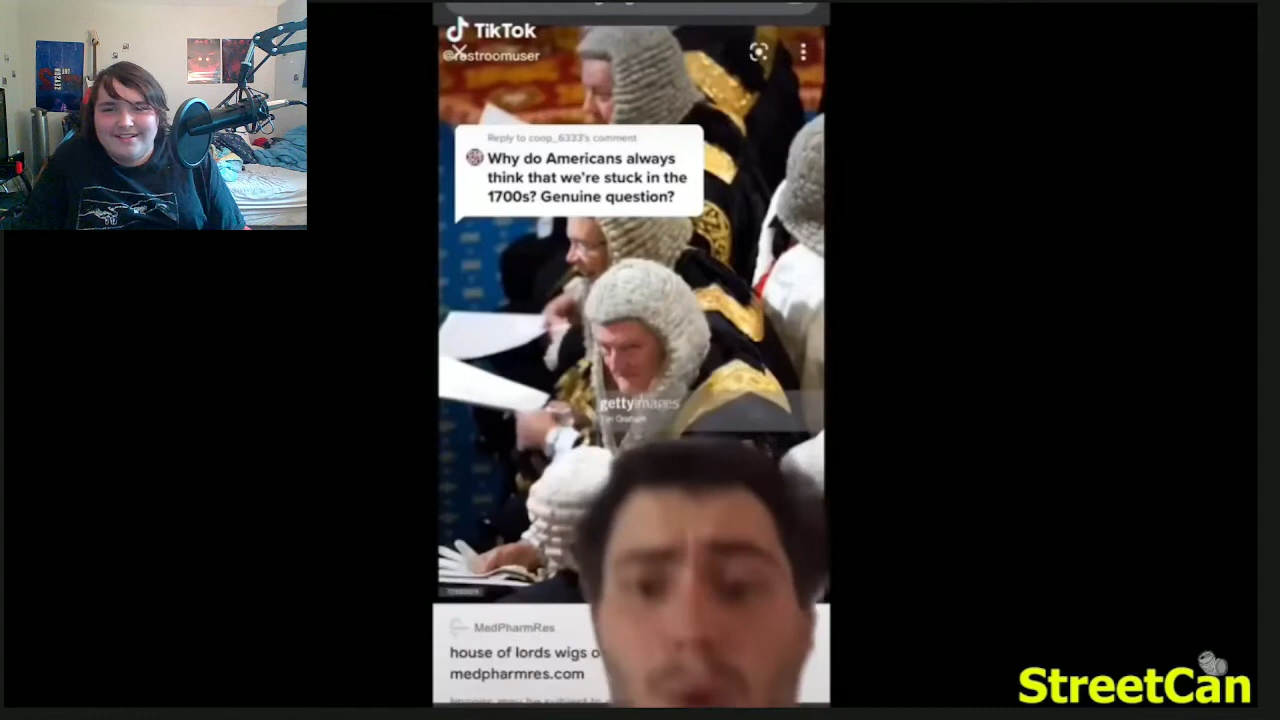 TikTok
@restroomuser
Reply to coop_6333's comment
Why do Americans always
think that we're stuck in the
1700s? Genuine question?
gettyimages
MedPharmRes
house of lords wigs o
medpharmres.com
StreetCan